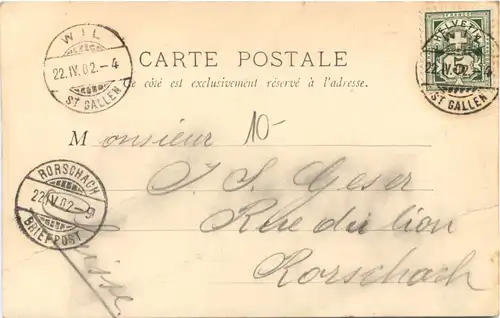 WIL
22.IV.02.-4
ST GALLEN
CARTE POSTALE
Ce côté est exclusivement réservé à l'adresse.
HELVETIA
5
ST GALLEN
Monsieur 10-
J. S. Geser
Rue du lion
Rorschach
RORSCHACH
22.IV.02.-9
BRIEFPOST
Suisse.